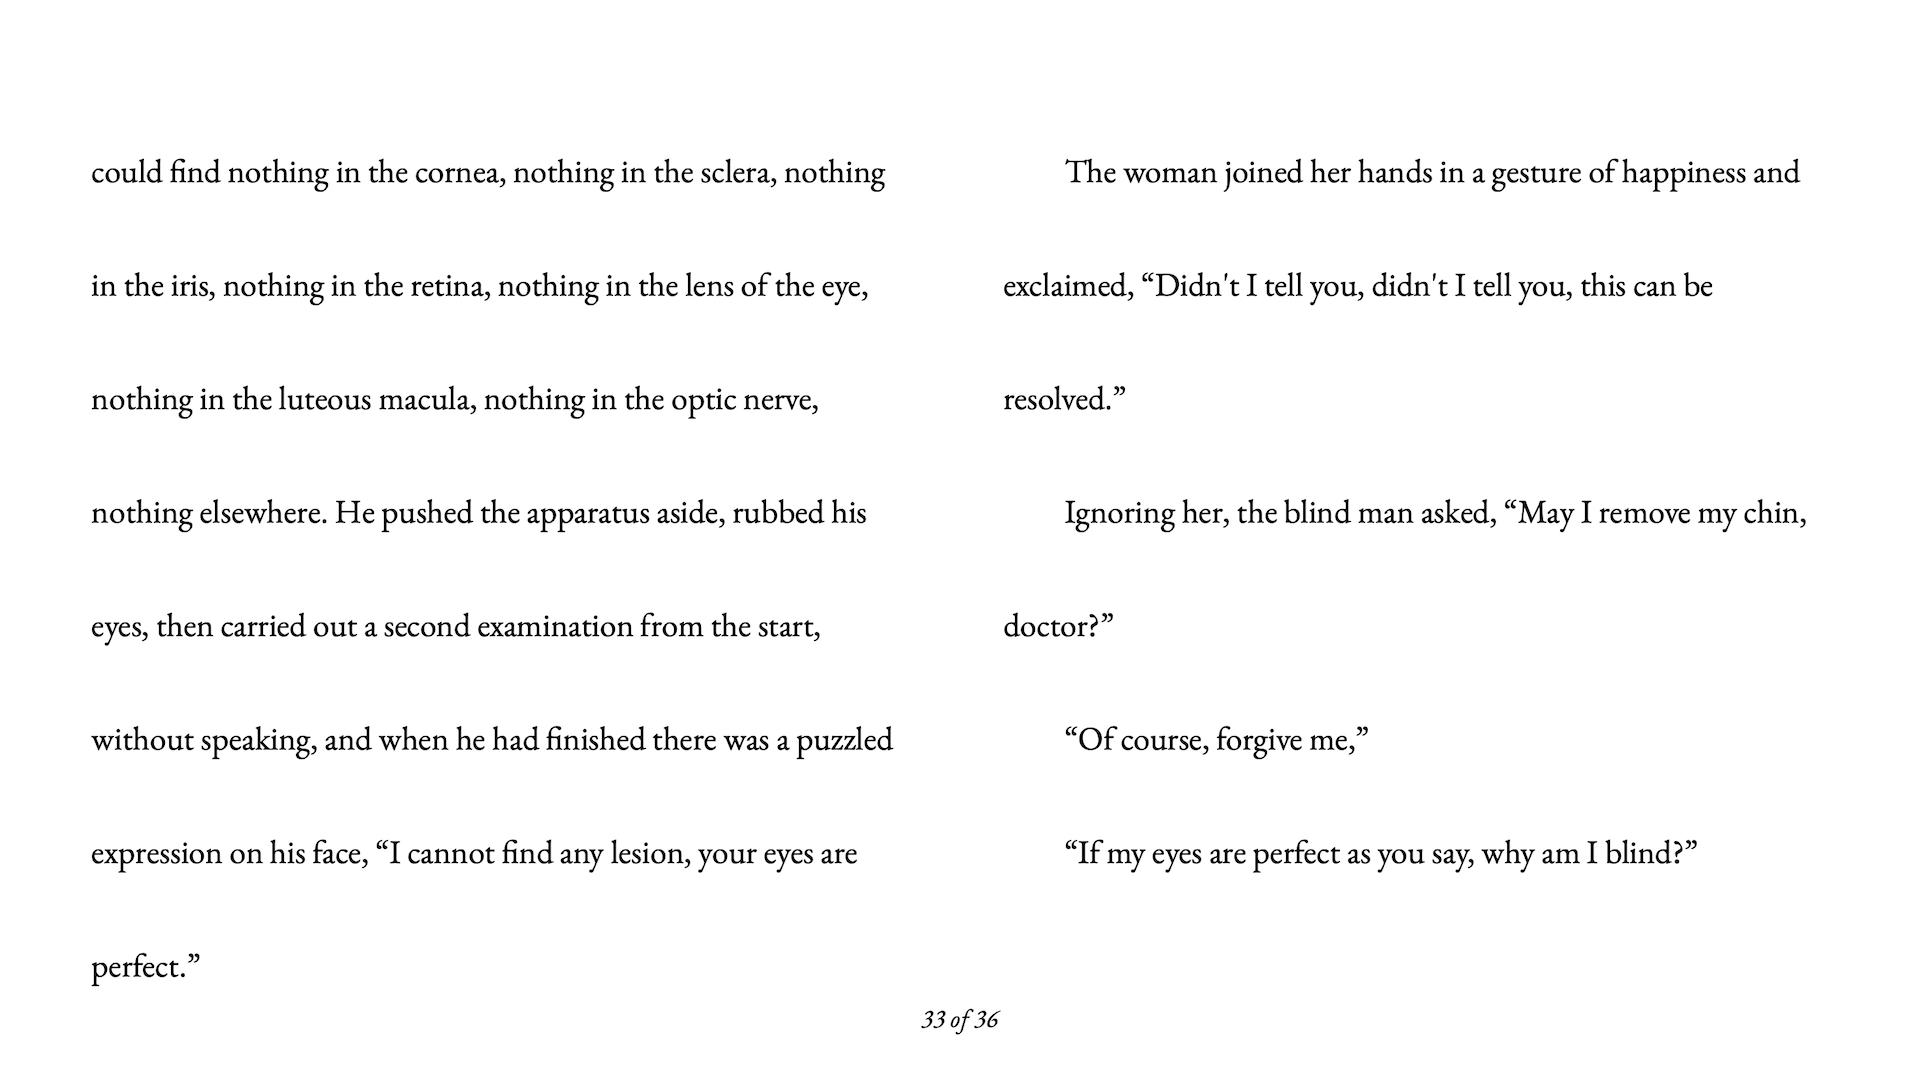 could find nothing in the cornea, nothing in the sclera, nothing
in the iris, nothing in the retina, nothing in the lens of the eye,
nothing in the luteous macula, nothing in the optic nerve,
nothing elsewhere. He pushed the apparatus aside, rubbed his
eyes, then carried out a second examination from the start,
without speaking, and when he had finished there was a puzzled
expression on his face, “I cannot find any lesion, your eyes are
perfect.”
The woman joined her hands in a gesture of happiness and
exclaimed, “Didn't I tell you, didn't I tell you, this can be
resolved.”
Ignoring her, the blind man asked, “May I remove my chin,
doctor?”
“Of course, forgive me,”
“If my eyes are perfect as you say, why am I blind?”
33 of 36